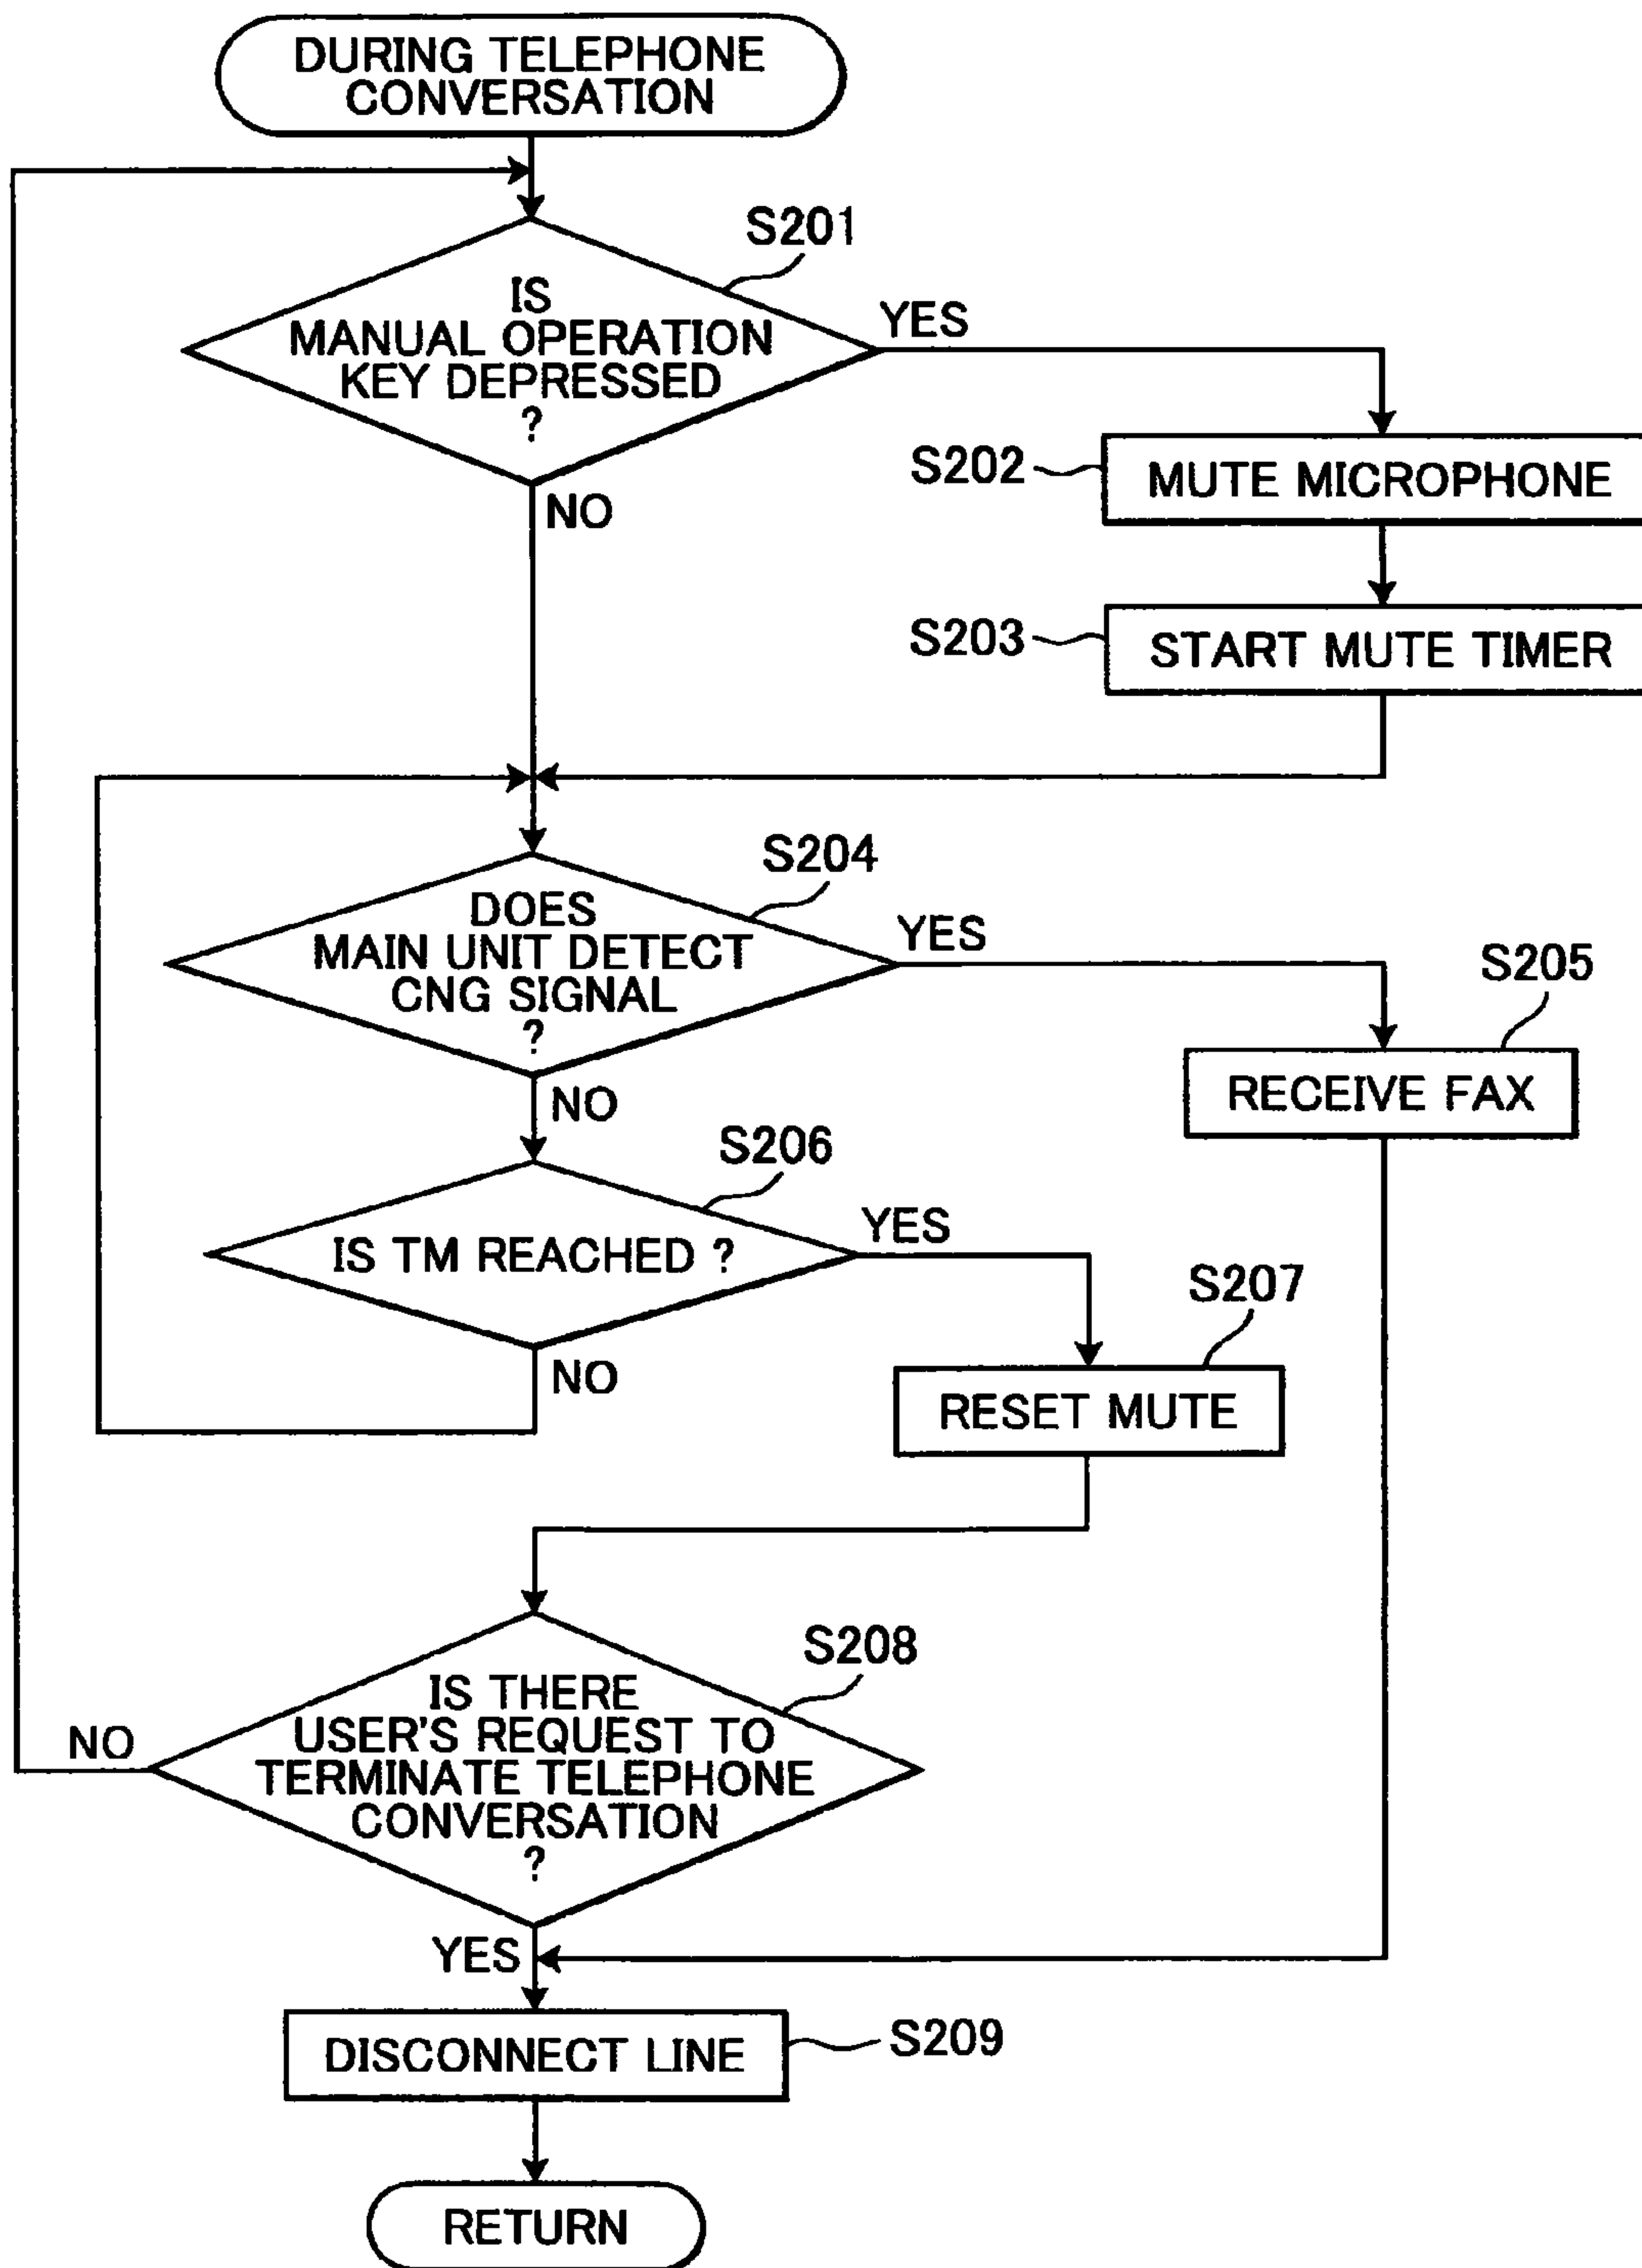 DURING TELEPHONE
CONVERSATION
S201
IS
MANUAL OPERATION
KEY DEPRESSED
?
YES
NO
S202
MUTE MICROPHONE
S203
START MUTE TIMER
S204
DOES
MAIN UNIT DETECT
CNG SIGNAL
?
YES
NO
S205
RECEIVE FAX
S206
IS TM REACHED ?
YES
NO
S207
RESET MUTE
S208
IS THERE
USER'S REQUEST TO
TERMINATE TELEPHONE
CONVERSATION
?
NO
YES
DISCONNECT LINE
S209
RETURN